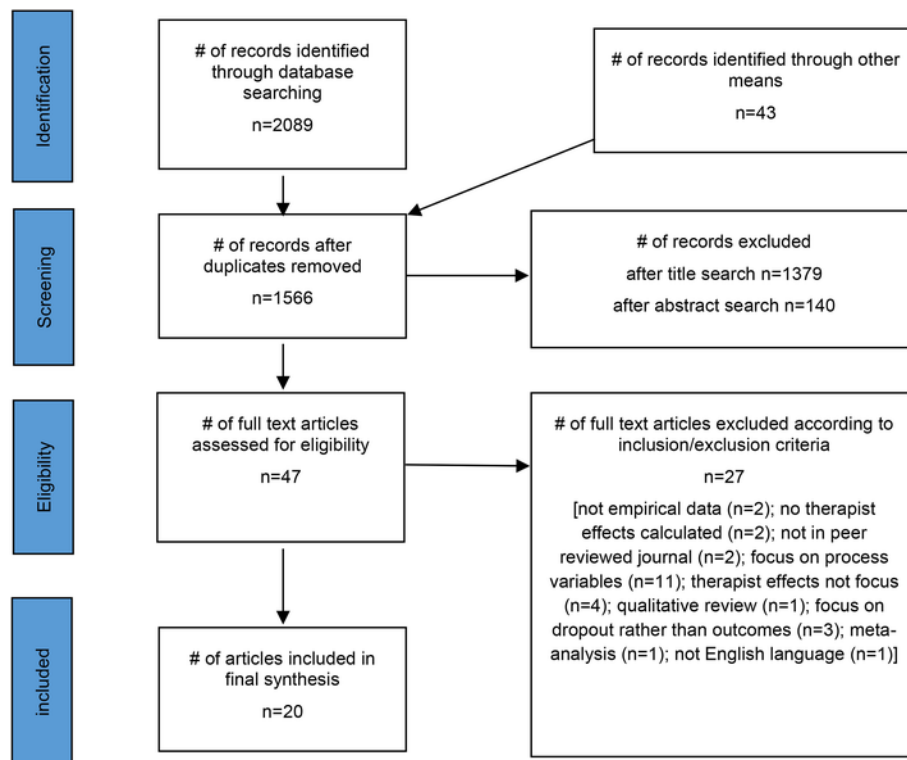 Identification
# of records identified
through database
searching
n=2089
# of records identified through other
means
n=43
Screening
# of records after
duplicates removed
n=1566
# of records excluded
after title search n=1379
after abstract search n=140
Eligibility
# of full text articles
assessed for eligibility
n=47
# of full text articles excluded according to
inclusion/exclusion criteria
n=27
[not empirical data (n=2); no therapist
effects calculated (n=2); not in peer
reviewed journal (n=2); focus on process
variables (n=11); therapist effects not focus
(n=4); qualitative review (n=1); focus on
dropout rather than outcomes (n=3); meta-
analysis (n=1); not English language (n=1)]
included
# of articles included in
final synthesis
n=20